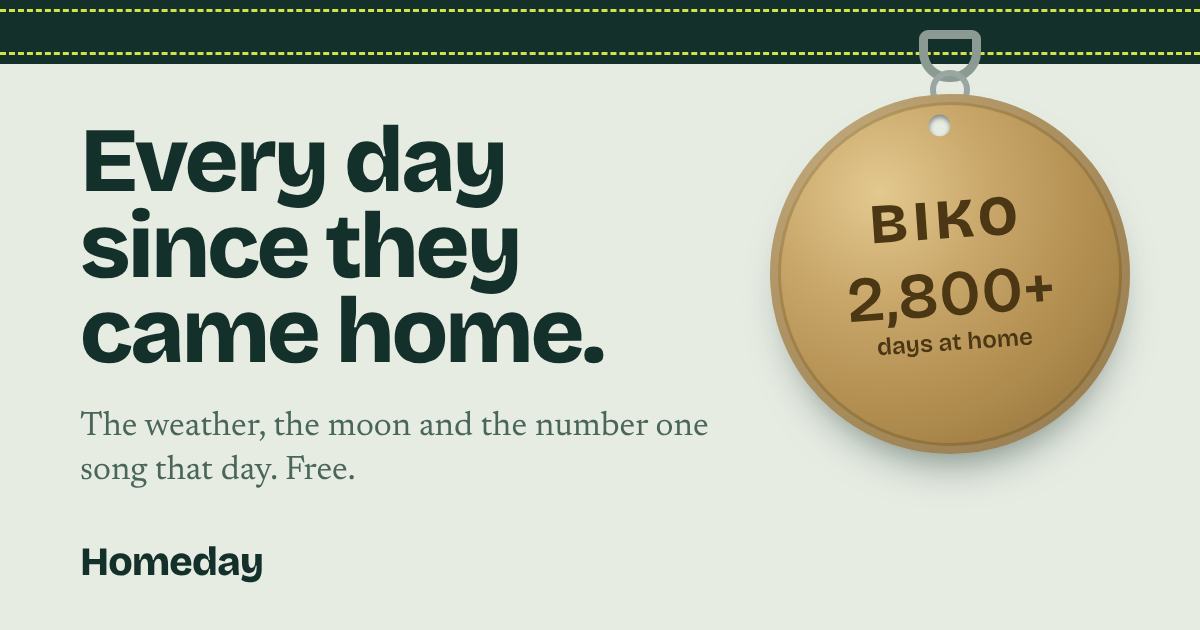 Every day
since they
came home.
The weather, the moon and the number one
song that day. Free.
Homeday
BIKO
2,800+
days at home